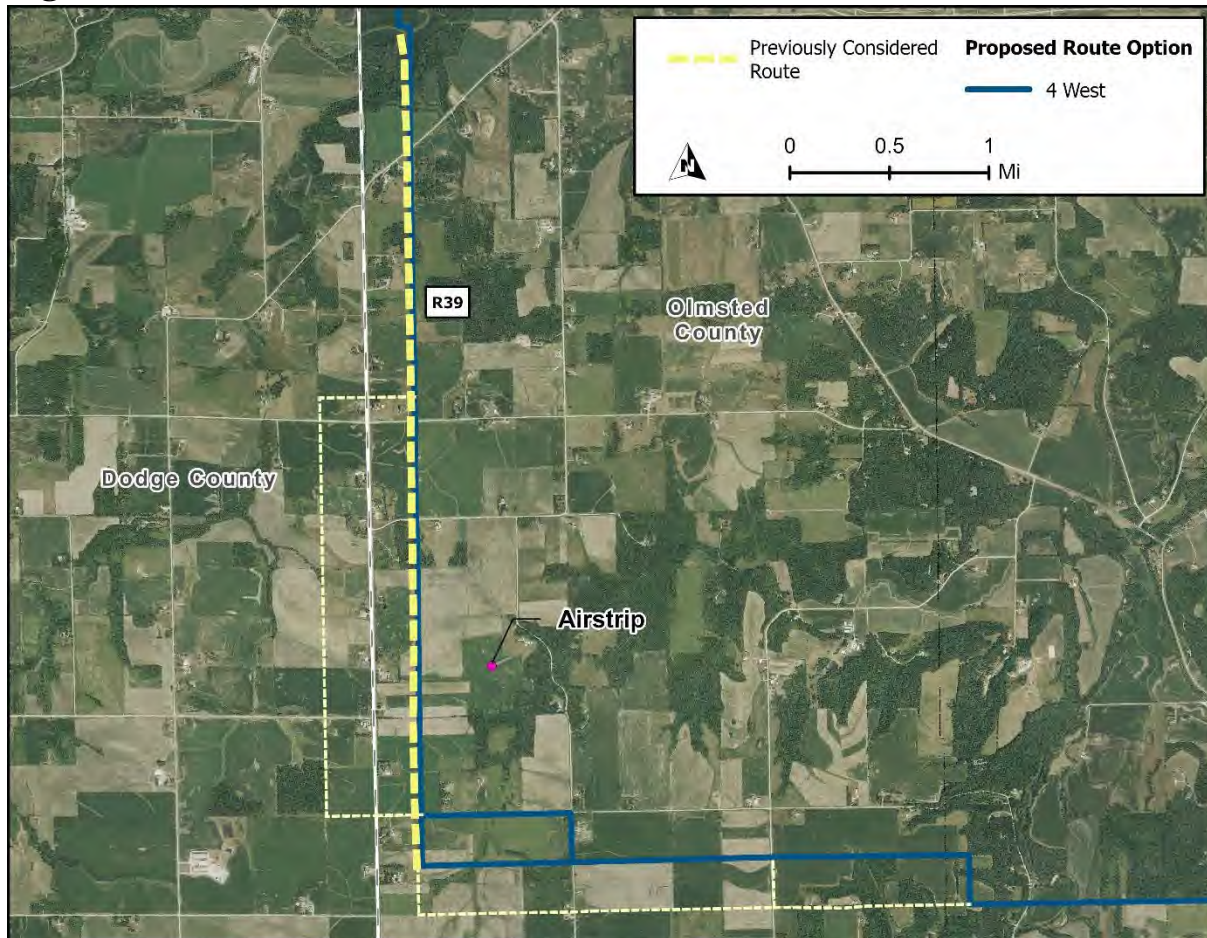 Previously Considered
Route
Proposed Route Option
4 West
N
0 0.5 1
Mi
R39
Olmsted
County
Dodge County
Airstrip